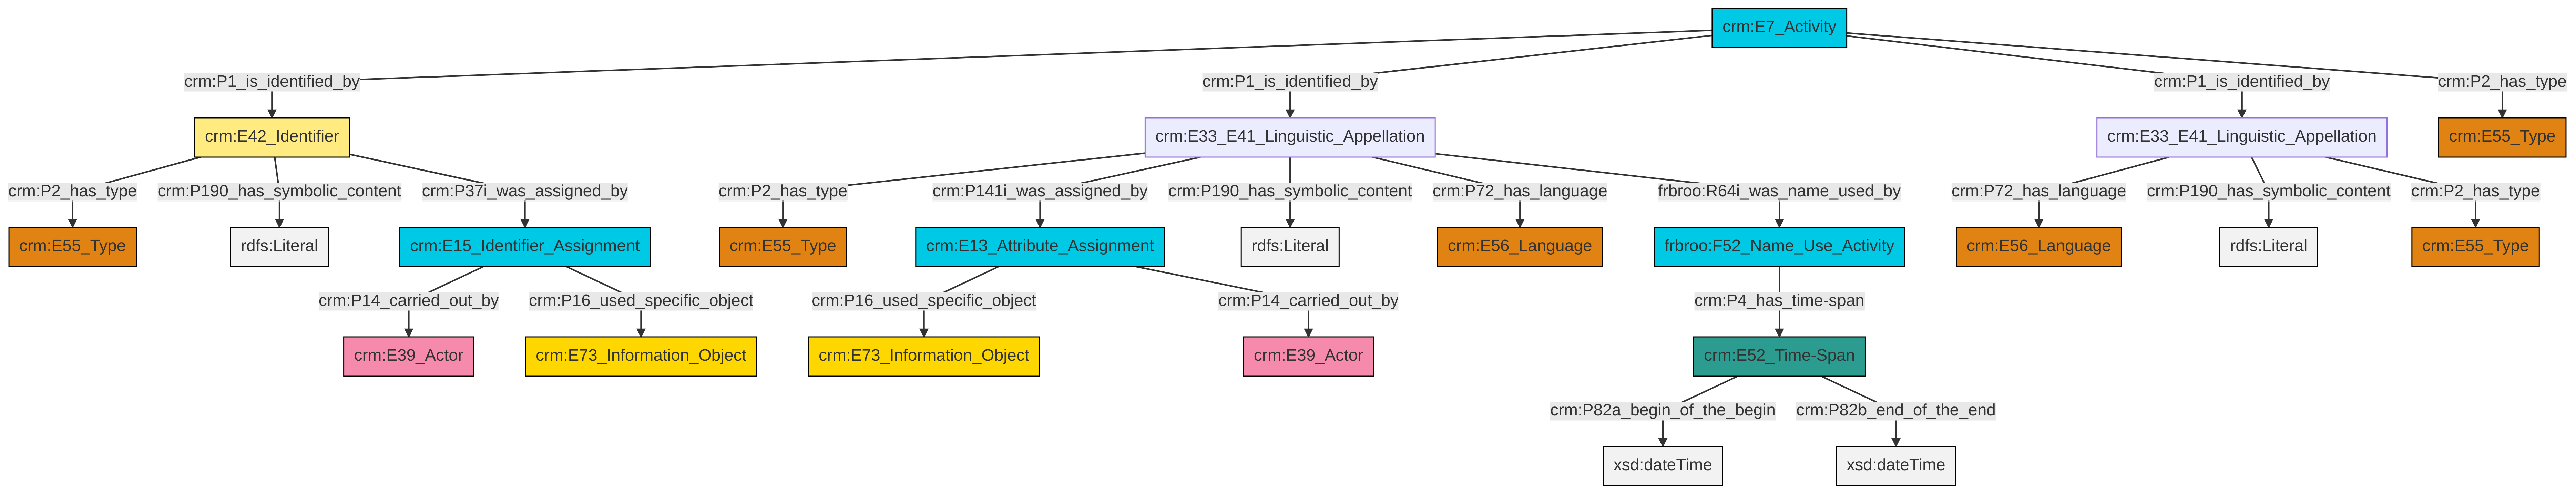 crm:E7_Activity
crm:P1_is_identified_by
crm:P1_is_identified_by
crm:P1_is_identified_by
crm:P2_has_type
crm:E42_Identifier
crm:E33_E41_Linguistic_Appellation
crm:E33_E41_Linguistic_Appellation
crm:E55_Type
crm:P2_has_type
crm:P190_has_symbolic_content
crm:P37i_was_assigned_by
crm:P2_has_type
crm:P141i_was_assigned_by
crm:P190_has_symbolic_content
crm:P72_has_language
frbroo:R64i_was_name_used_by
crm:P72_has_language
crm:P190_has_symbolic_content
crm:P2_has_type
crm:E55_Type
rdfs:Literal
crm:E15_Identifier_Assignment
crm:E55_Type
crm:E13_Attribute_Assignment
rdfs:Literal
crm:E56_Language
frbroo:F52_Name_Use_Activity
crm:E56_Language
rdfs:Literal
crm:E55_Type
crm:P14_carried_out_by
crm:P16_used_specific_object
crm:P16_used_specific_object
crm:P14_carried_out_by
crm:P4_has_time-span
crm:E39_Actor
crm:E73_Information_Object
crm:E73_Information_Object
crm:E39_Actor
crm:E52_Time-Span
crm:P82a_begin_of_the_begin
crm:P82b_end_of_the_end
xsd:dateTime
xsd:dateTime